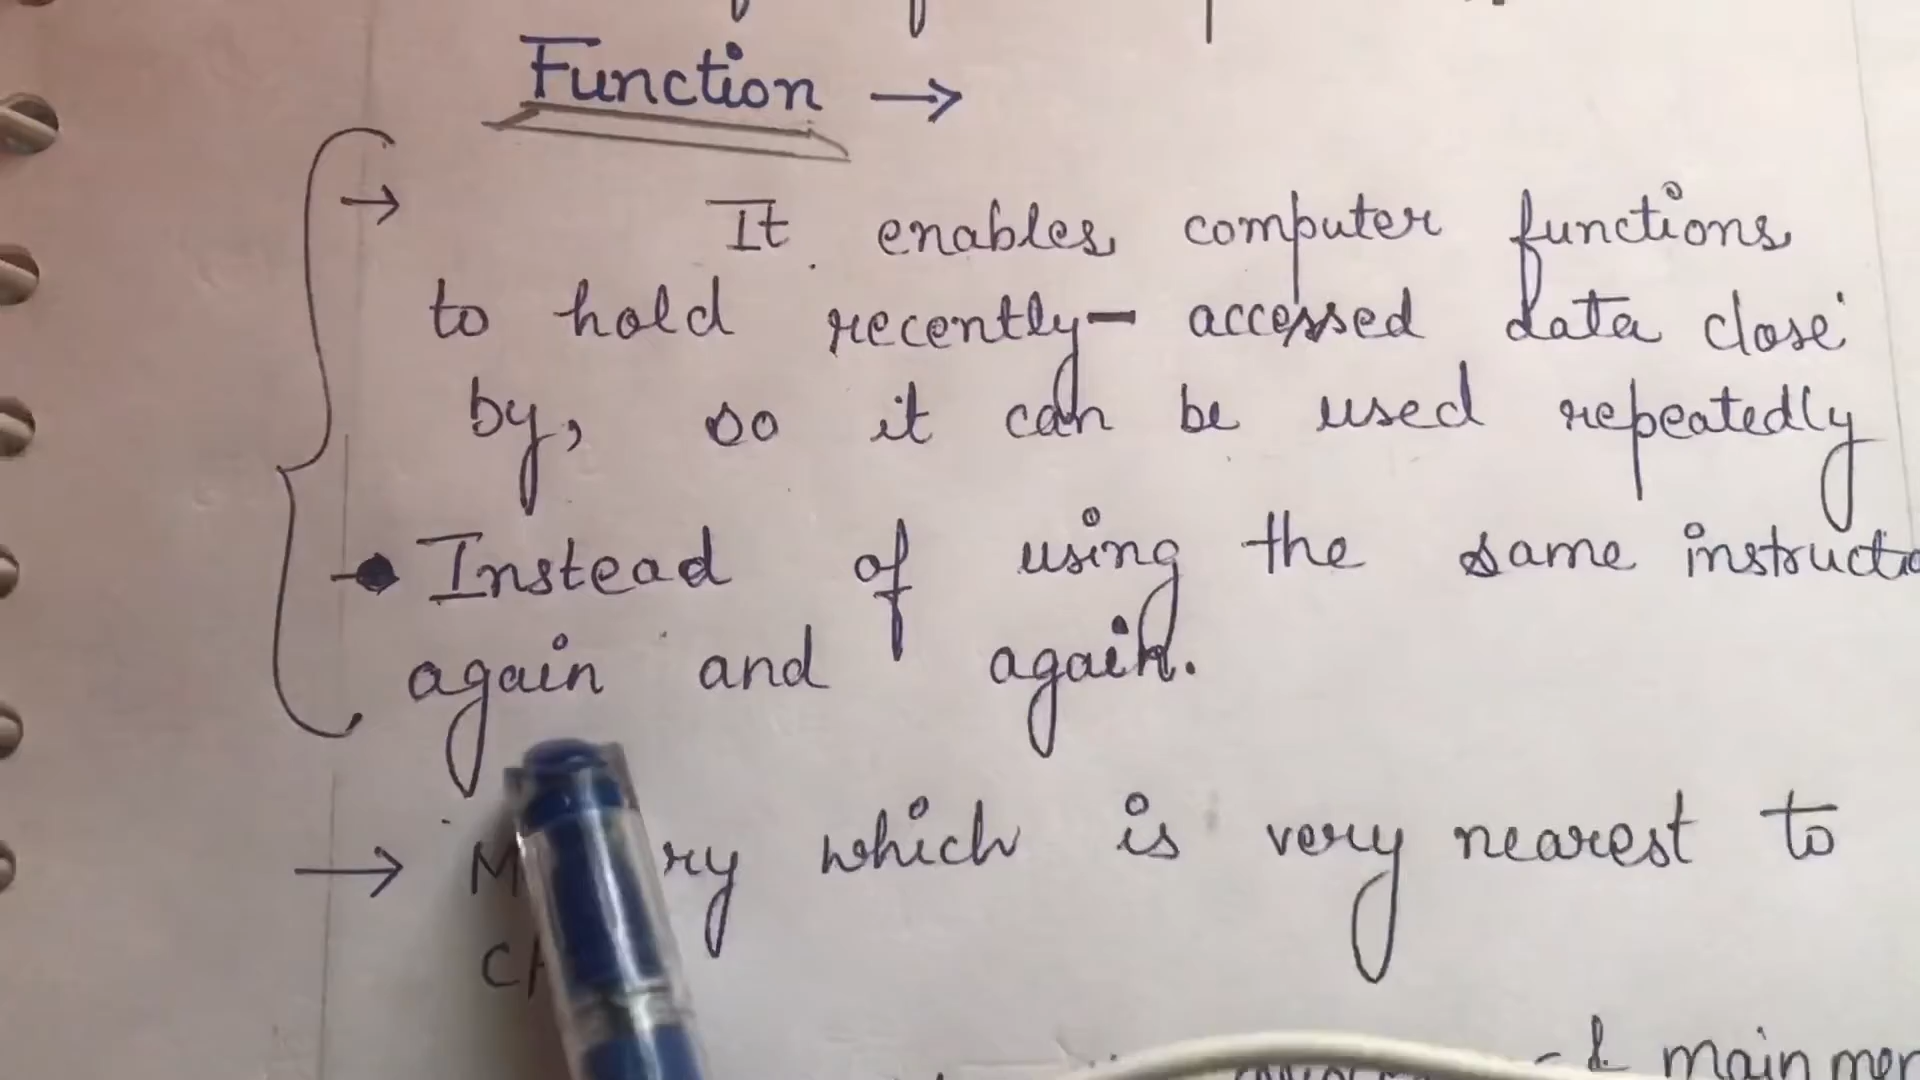 Function →
→ It enables computer functions
to hold recently- accessed data close
by, so it can be used repeatedly
Instead of using the same
again and again.
→ which is very nearest to
- & main